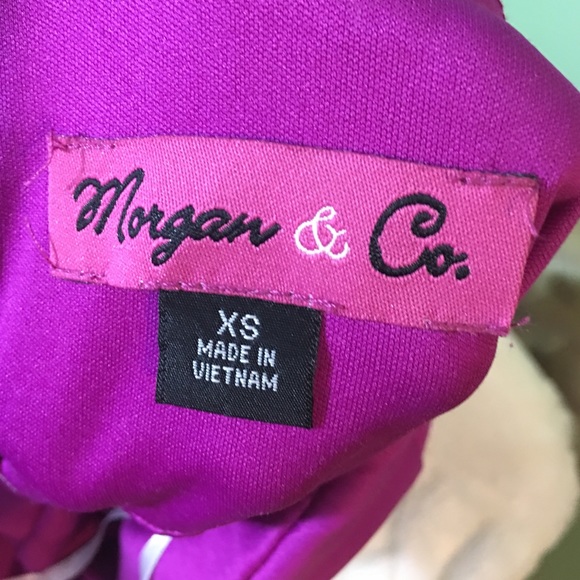 Morgan & Co.
XS
MADE IN
VIETNAM